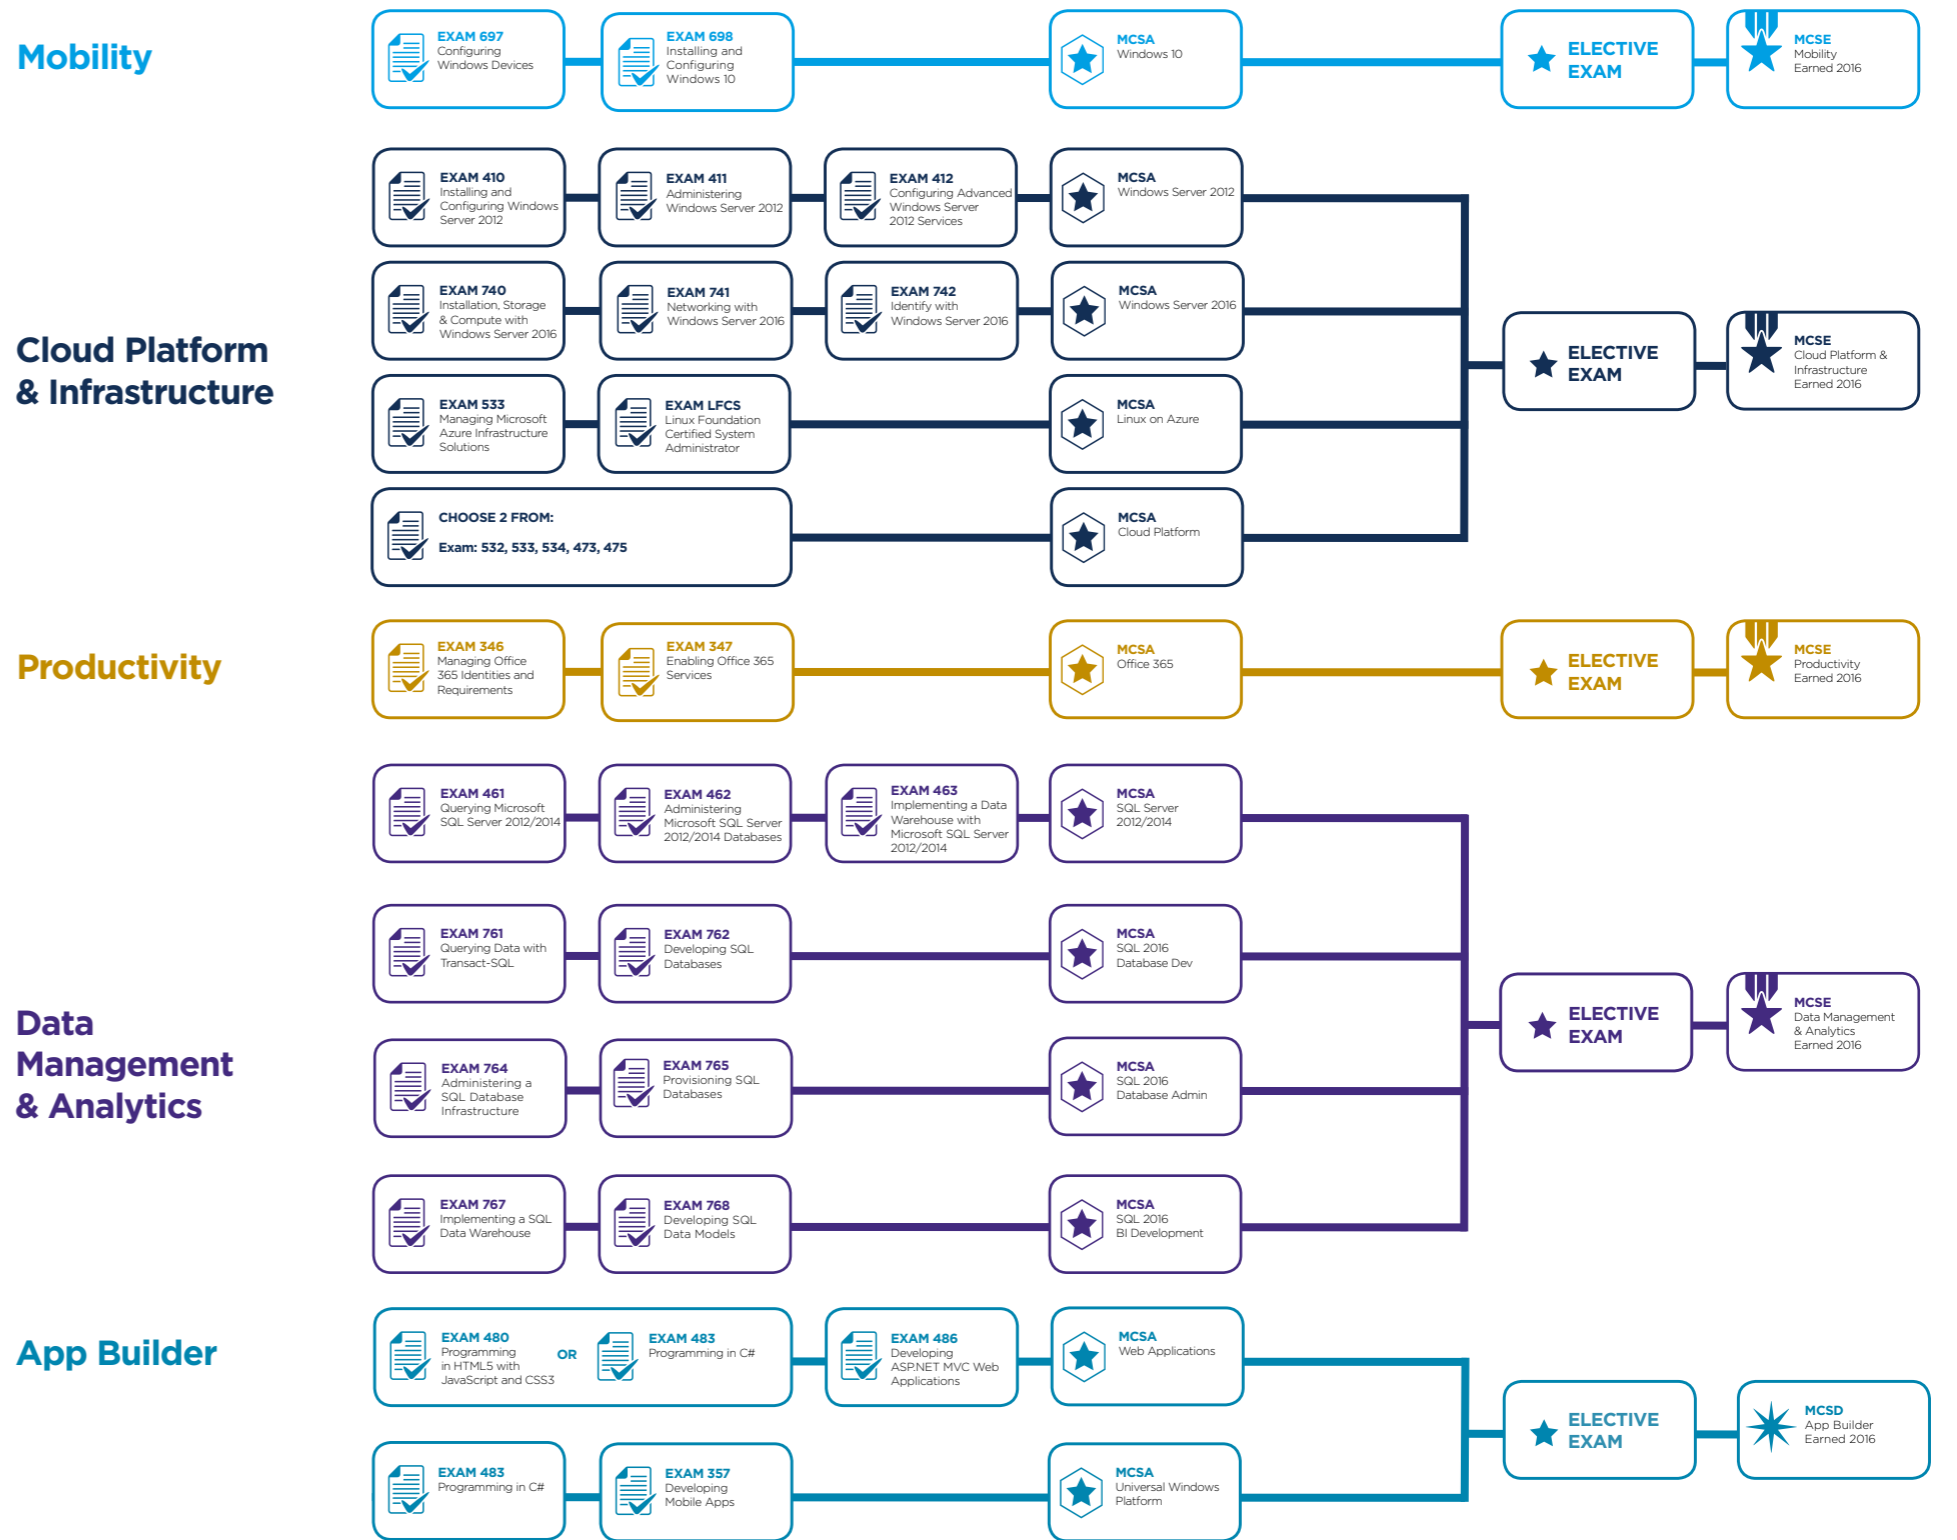 Mobility
EXAM 697
Configuring
Windows Devices
EXAM 698
Installing and
Configuring
Windows 10
MCSA
Windows 10
ELECTIVE
EXAM
MCSE
Mobility
Earned 2016
Cloud Platform
& Infrastructure
EXAM 410
Installing and
Configuring Windows
Server 2012
EXAM 411
Administering
Windows Server 2012
EXAM 412
Configuring Advanced
Windows Server
2012 Services
MCSA
Windows Server 2012
EXAM 740
Installation, Storage
& Compute with
Windows Server 2016
EXAM 741
Networking with
Windows Server 2016
EXAM 742
Identify with
Windows Server 2016
MCSA
Windows Server 2016
EXAM 533
Managing Microsoft
Azure Infrastructure
Solutions
EXAM LFCS
Linux Foundation
Certified System
Administrator
MCSA
Linux on Azure
CHOOSE 2 FROM:
Exam: 532, 533, 534, 473, 475
MCSA
Cloud Platform
ELECTIVE
EXAM
MCSE
Cloud Platform &
Infrastructure
Earned 2016
Productivity
EXAM 346
Managing Office
365 Identities and
Requirements
EXAM 347
Enabling Office 365
Services
MCSA
Office 365
ELECTIVE
EXAM
MCSE
Productivity
Earned 2016
Data
Management
& Analytics
EXAM 461
Querying Microsoft
SQL Server 2012/2014
EXAM 462
Administering
Microsoft SQL Server
2012/2014 Databases
EXAM 463
Implementing a Data
Warehouse with
Microsoft SQL Server
2012/2014
MCSA
SQL Server
2012/2014
EXAM 761
Querying Data with
Transact-SQL
EXAM 762
Developing SQL
Databases
MCSA
SQL 2016
Database Dev
EXAM 764
Administering a
SQL Database
Infrastructure
EXAM 765
Provisioning SQL
Databases
MCSA
SQL 2016
Database Admin
EXAM 767
Implementing a SQL
Data Warehouse
EXAM 768
Developing SQL
Data Models
MCSA
SQL 2016
BI Development
ELECTIVE
EXAM
MCSE
Data Management
& Analytics
Earned 2016
App Builder
EXAM 480
Programming
in HTML5 with
JavaScript and CSS3
OR
EXAM 483
Programming in C#
EXAM 486
Developing
ASP.NET MVC Web
Applications
MCSA
Web Applications
EXAM 483
Programming in C#
EXAM 357
Developing
Mobile Apps
MCSA
Universal Windows
Platform
ELECTIVE
EXAM
MCSD
App Builder
Earned 2016